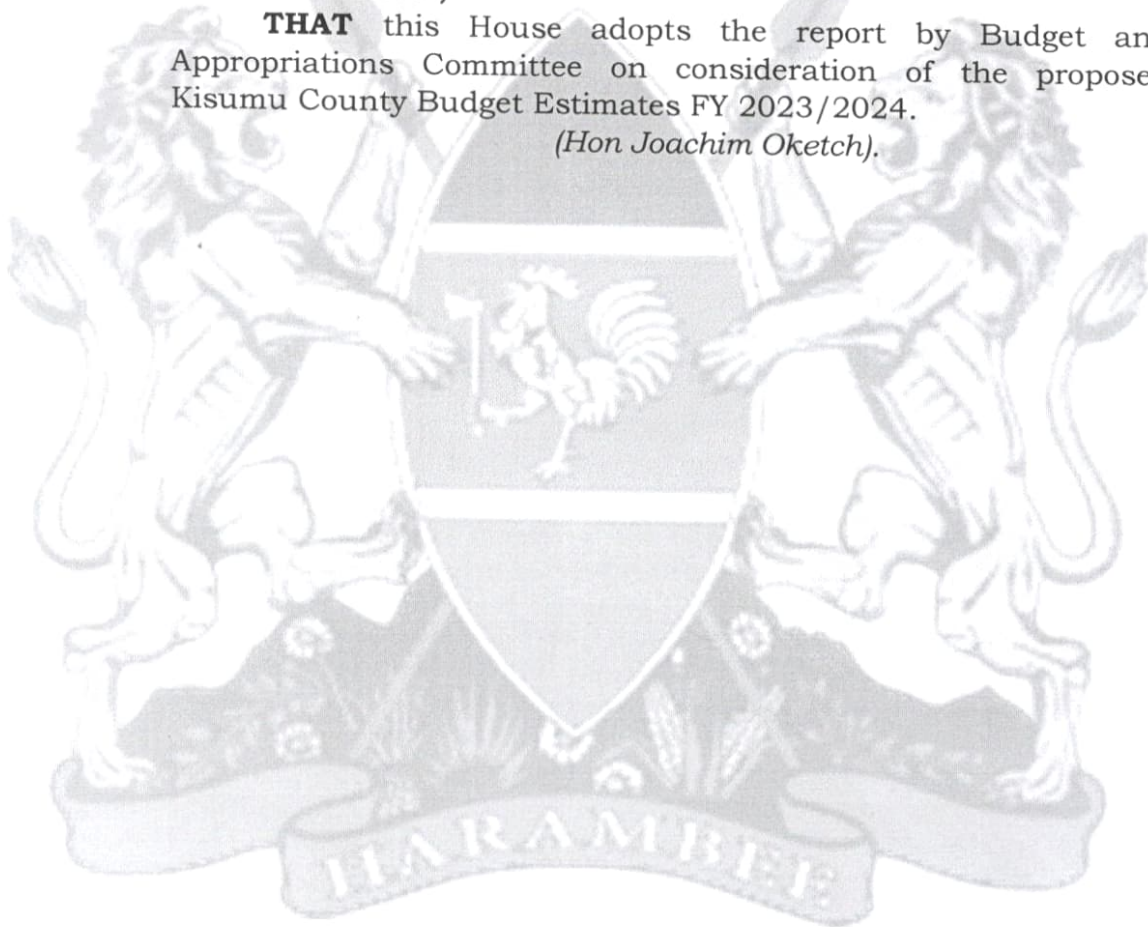 THAT this House adopts the report by Budget an
Appropriations Committee on consideration of the propose
Kisumu County Budget Estimates FY 2023/2024.
(Hon Joachim Oketch).
HARAMBEE